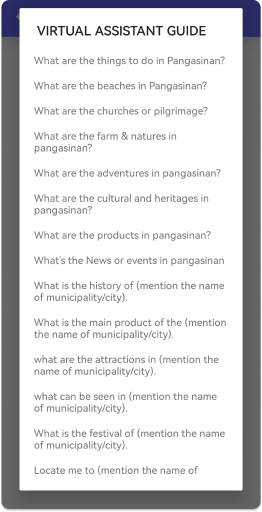 VIRTUAL ASSISTANT GUIDE
What are the things to do in Pangasinan?
What are the beaches in Pangasinan?
What are the churches or pilgrimage?
What are the farm & natures in
pangasinan?
What are the adventures in pangasinan?
What are the cultural and heritages in
pangasinan?
What are the products in pangasinan?
What's the News or events in pangasinan
What is the history of (mention the name
of municipality/city).
What is the main product of the (mention
the name of municipality/city).
what are the attractions in (mention the
name of municipality/city).
what can be seen in (mention the name
of municipality/city).
What is the festival of (mention the name
of municipality/city).
Locate me to (mention the name of